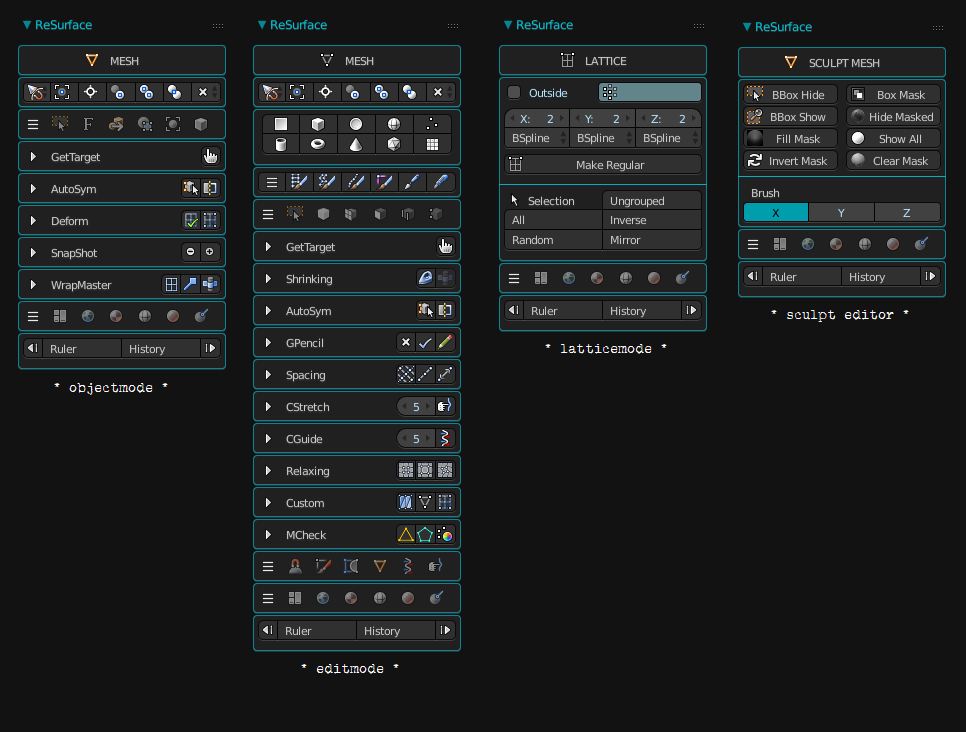 ReSurface
MESH
F
GetTarget
AutoSym
Deform
SnapShot
WrapMaster
Ruler History
* objectmode *
ReSurface
MESH
GetTarget
Shrinking
AutoSym
GPencil
Spacing
CStretch 5
CGuide 5
Relaxing
Custom
MCheck
Ruler History
* editmode *
ReSurface
LATTICE
Outside
X: 2 Y: 2 Z: 2
BSpline BSpline BSpline
Make Regular
Selection Ungrouped
All Inverse
Random Mirror
Ruler History
* latticemode *
ReSurface
SCULPT MESH
BBox Hide Box Mask
BBox Show Hide Masked
Fill Mask Show All
Invert Mask Clear Mask
Brush
X Y Z
Ruler History
* sculpt editor *